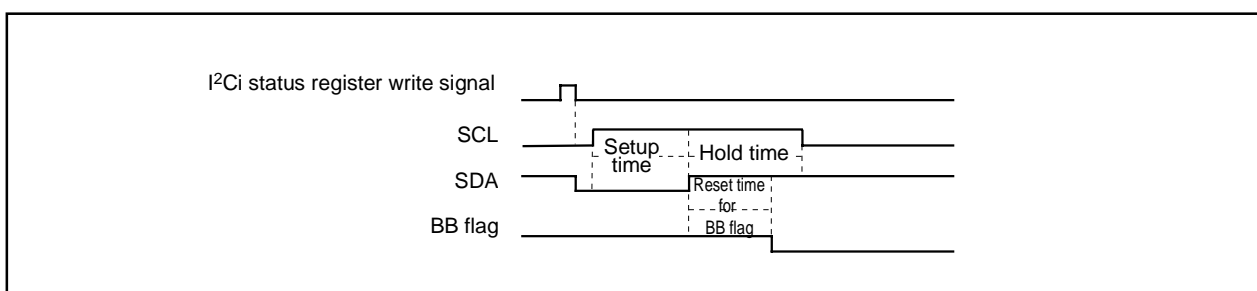 I²Ci status register write signal
SCL
Setup
time
Hold time
SDA
Reset time
for
BB flag
BB flag